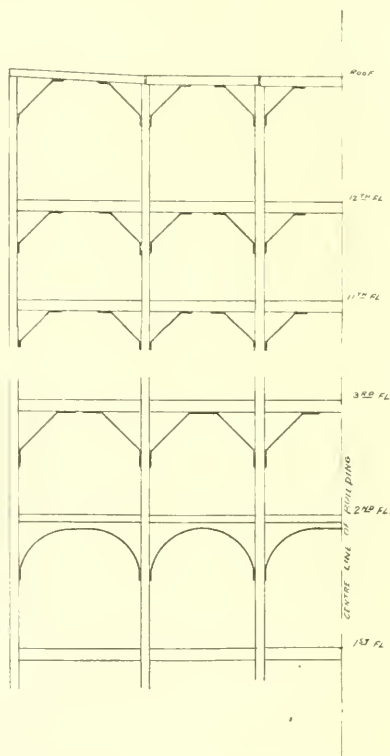 ROOF
12TH FL
11TH FL
3RD FL
2ND FL
CENTRE LINE OF BUILDING
1ST FL